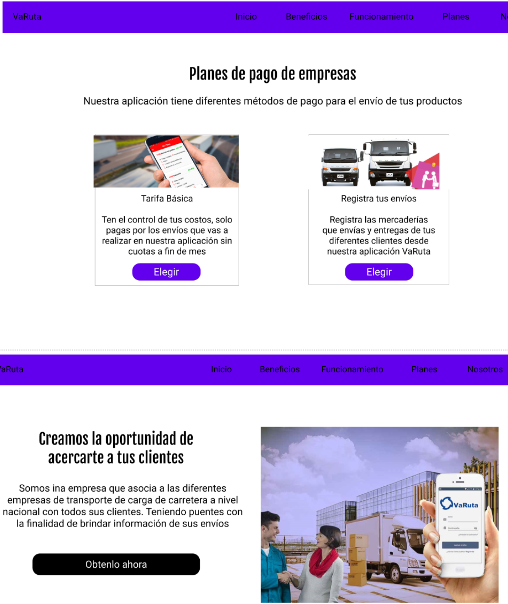 VaRuta Inicio Beneficios Funcionamiento Planes
Planes de pago de empresas
Nuestra aplicación tiene diferentes métodos de pago para el envío de tus productos
Tarifa Básica
Ten el control de tus costos, solo
pagas por los envíos que vas a
realizar en nuestra aplicación sin
cuotas a fin de mes
Elegir
Registra tus envíos
Registra las mercaderías
que envías y entregas de tus
diferentes clientes desde
nuestra aplicación VaRuta
Elegir
VaRuta Inicio Beneficios Funcionamiento Planes Nosotros
Creamos la oportunidad de
acercarte a tus clientes
Somos ina empresa que asocia a las diferentes
empresas de transporte de carga de carretera a nivel
nacional con todos sus clientes. Teniendo puentes con
la finalidad de brindar información de sus envíos
Obtenlo ahora
VaRuta